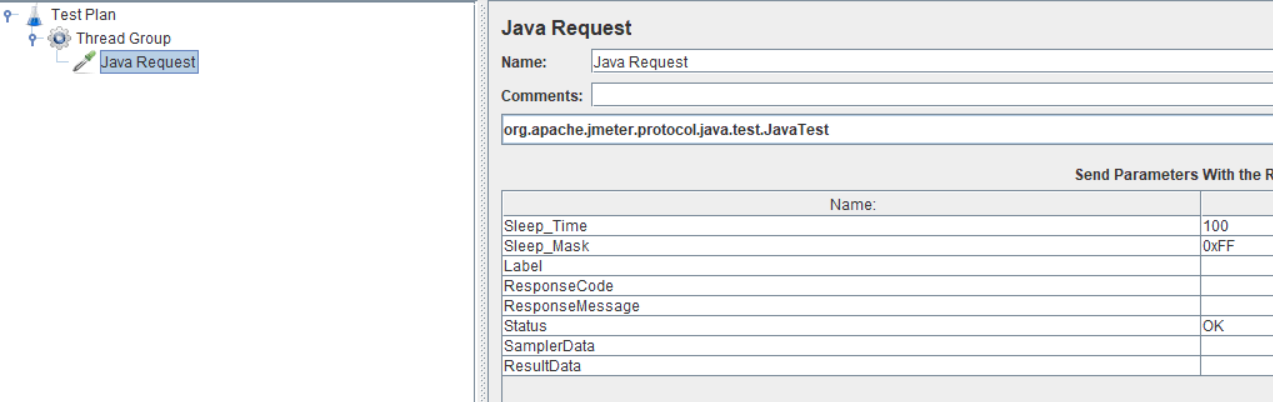 Test Plan
Thread Group
Java Request
Java Request
Name: Java Request
Comments:
org.apache.jmeter.protocol.java.test.JavaTest
Send Parameters With the R
Name:
Sleep_Time 100
Sleep_Mask 0xFF
Label
ResponseCode
ResponseMessage
Status OK
SamplerData
ResultData